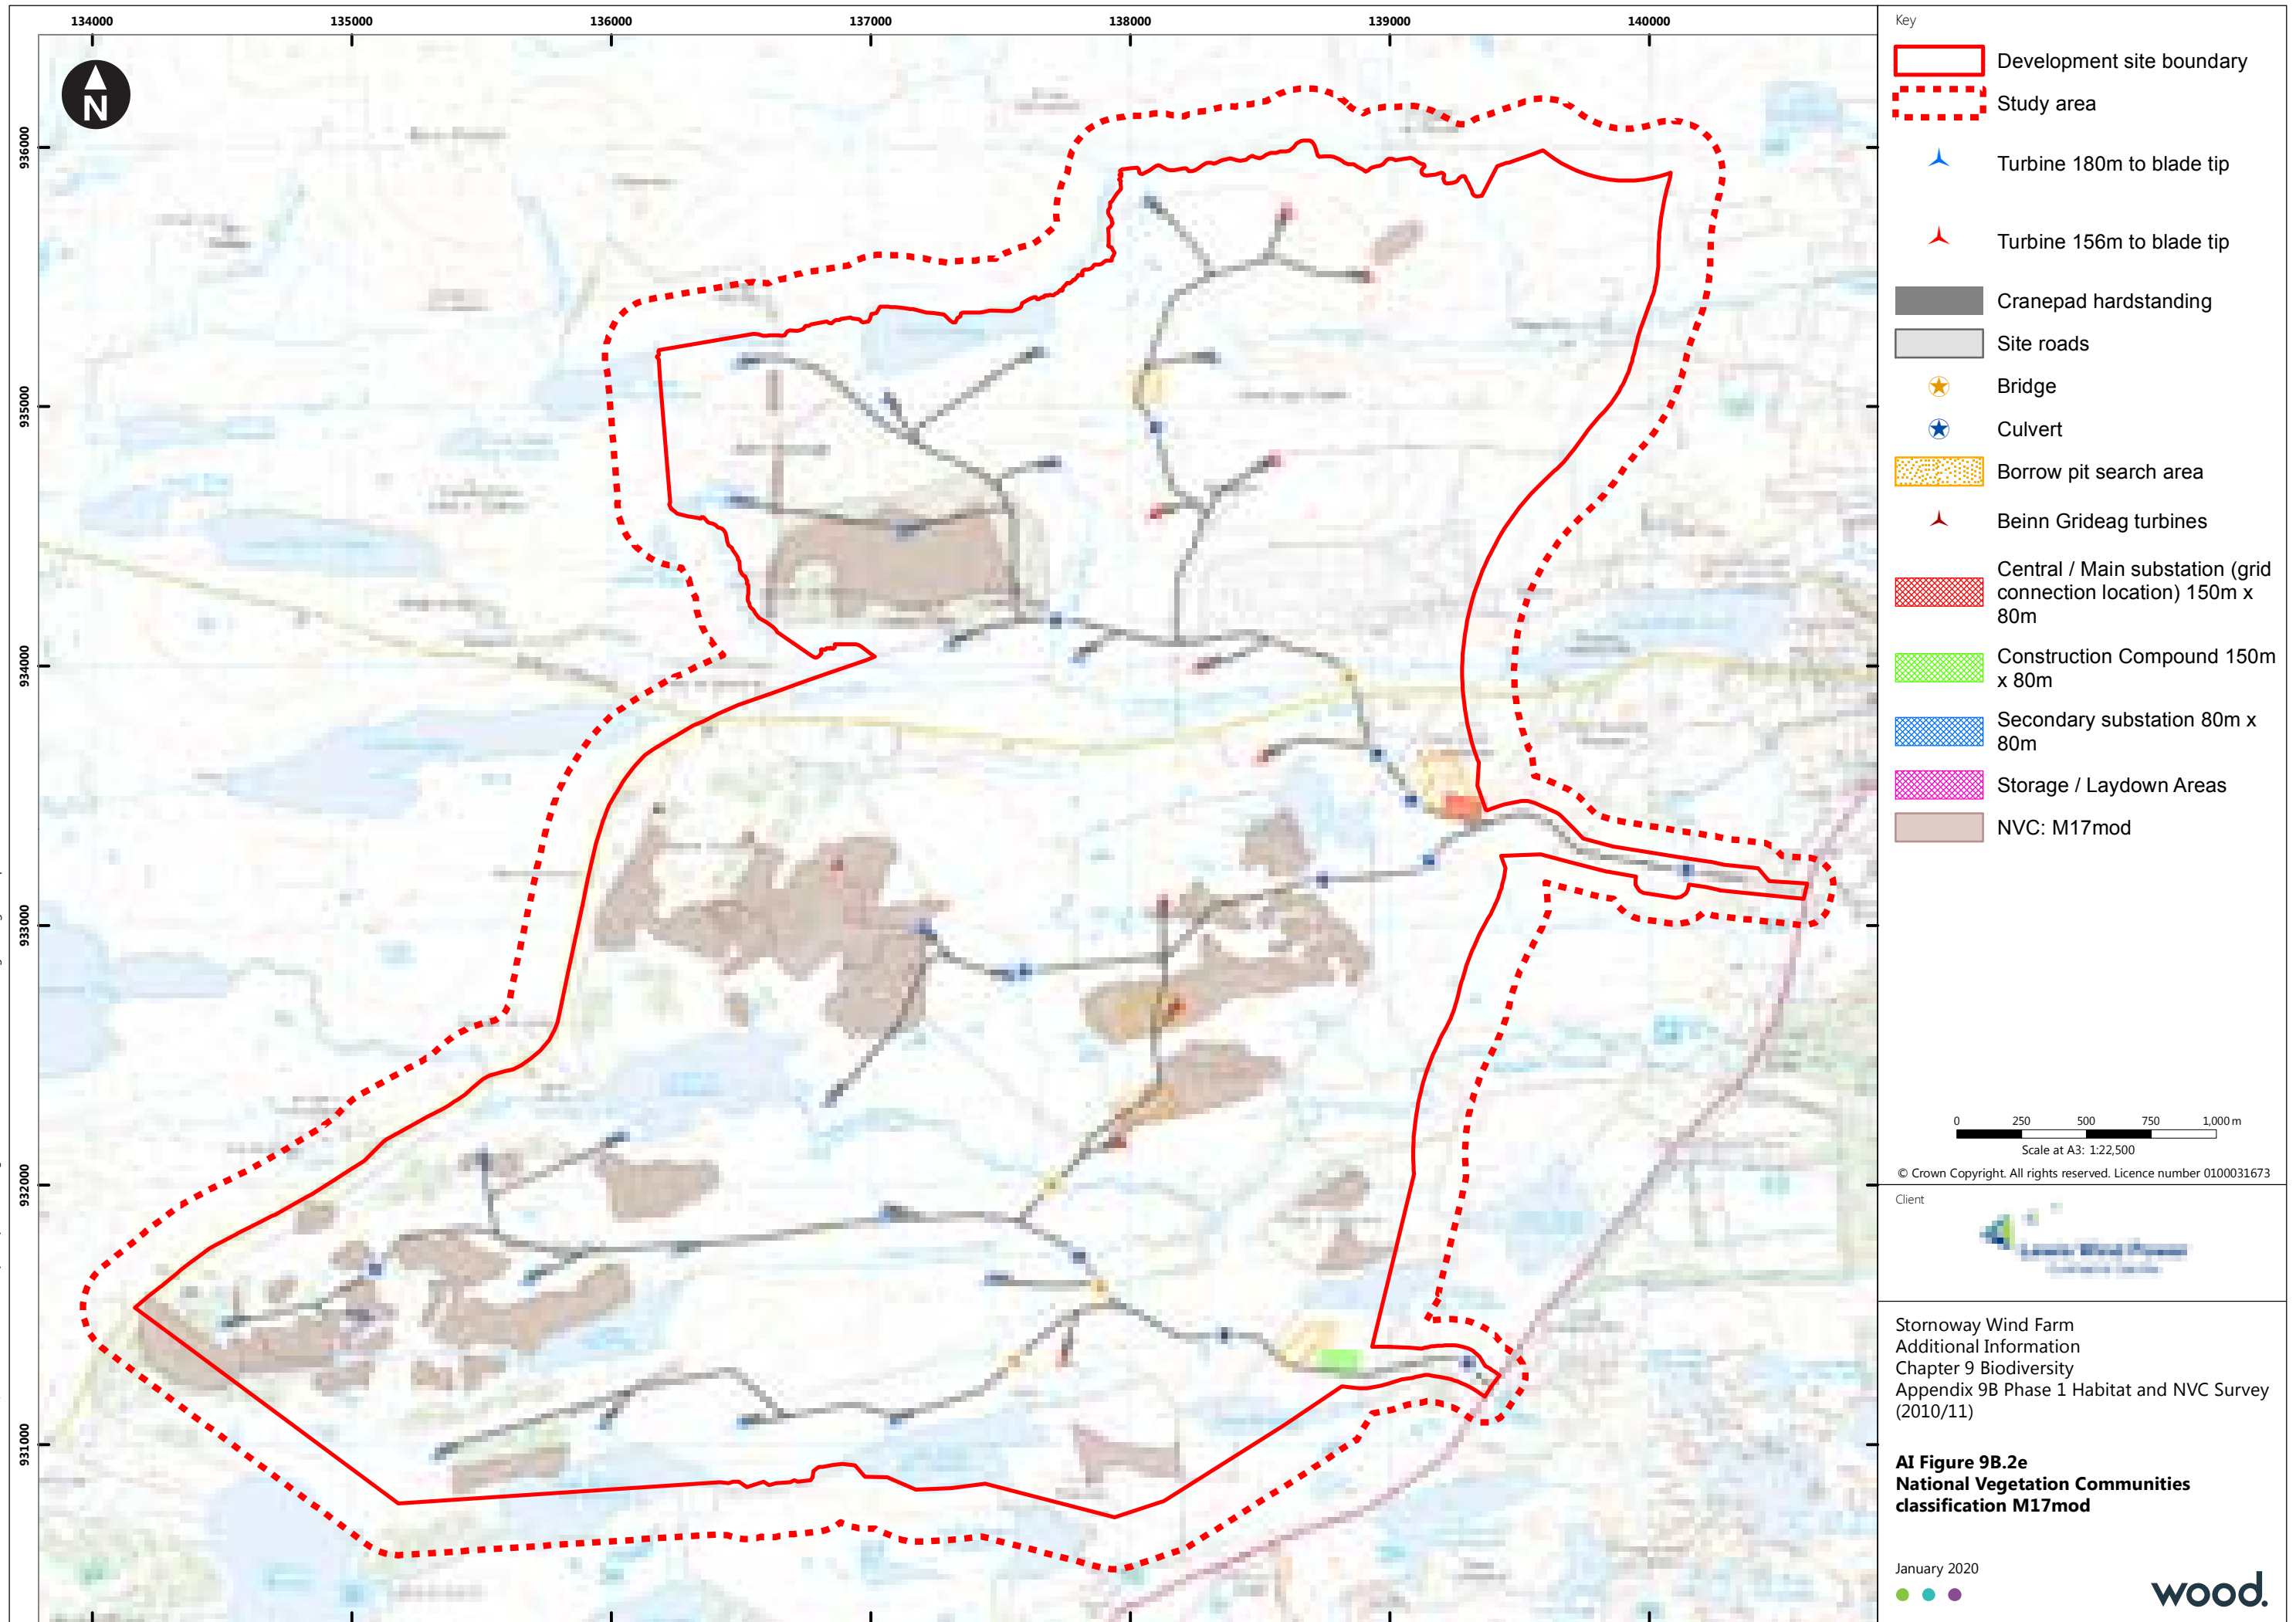 134000
135000
136000
137000
138000
139000
140000
936000
935000
934000
933000
932000
931000
N
Key
Development site boundary
Study area
Turbine 180m to blade tip
Turbine 156m to blade tip
Cranepad hardstanding
Site roads
Bridge
Culvert
Borrow pit search area
Beinn Grideag turbines
Central / Main substation (grid
connection location) 150m x
80m
Construction Compound 150m
x 80m
Secondary substation 80m x
80m
Storage / Laydown Areas
NVC: M17mod
0 250 500 750 1,000 m
Scale at A3: 1:22,500
© Crown Copyright. All rights reserved. Licence number 0100031673
Client
Lewis Wind Power
Stornoway Wind Farm
Additional Information
Chapter 9 Biodiversity
Appendix 9B Phase 1 Habitat and NVC Survey
(2010/11)
AI Figure 9B.2e
National Vegetation Communities
classification M17mod
January 2020
wood.